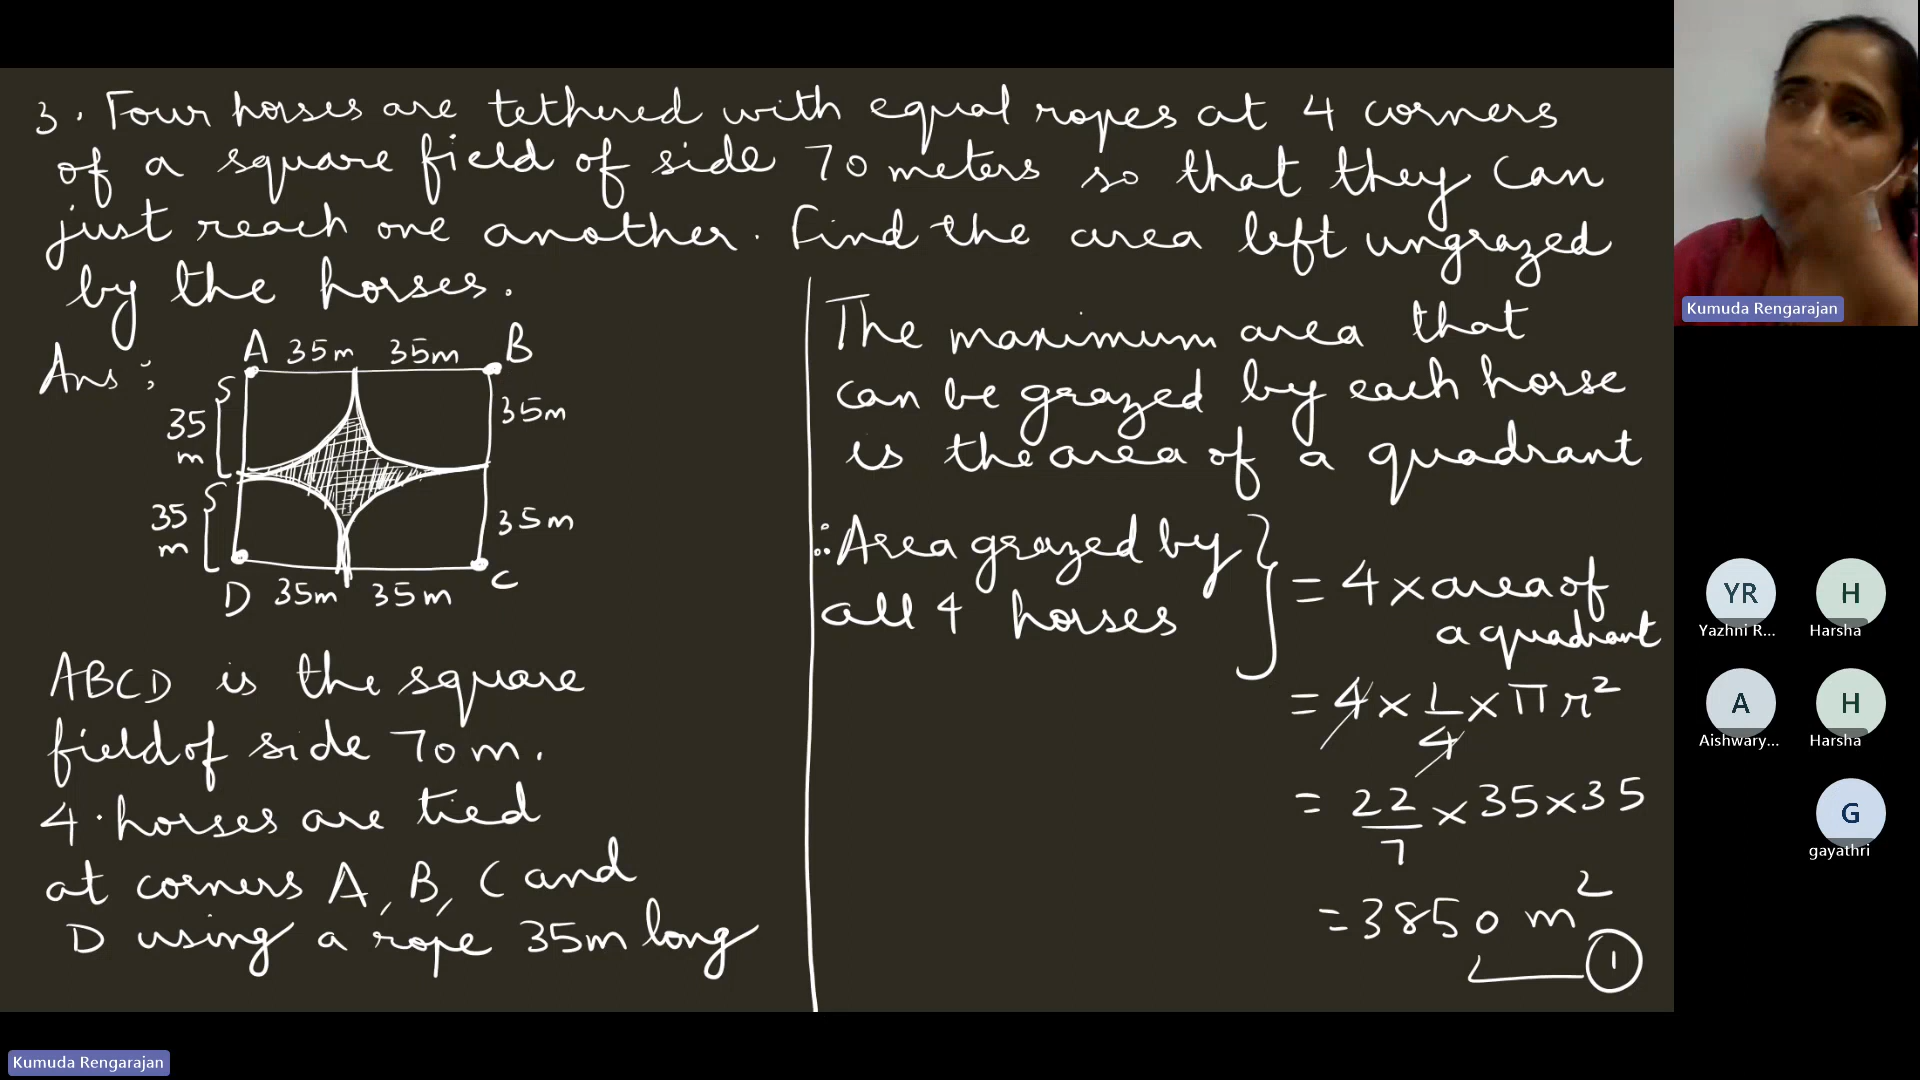 3. Four horses are tethered with equal ropes at 4 corners
of a square field of side 70 meters so that they can
just reach one another. Find the area left ungrazed
by the horses.
Ans :
A 35m 35m B
35
m
35m
35
m
35m
D 35m 35m C
ABCD is the square
field of side 70 m.
4 horses are tied
at corners A, B, C and
D using a rope 35m long
The maximum area that
can be grazed by each horse
is the area of a quadrant
∴ Area grazed by
all 4 horses
= 4 × area of
a quadrant
= 4 × 1/4 × πr²
= 22/7 × 35 × 35
= 3850 m²
1
Kumuda Rengarajan
YR
Yazhni R...
H
Harsha
A
Aishwary...
H
Harsha
G
gayathri
Kumuda Rengarajan